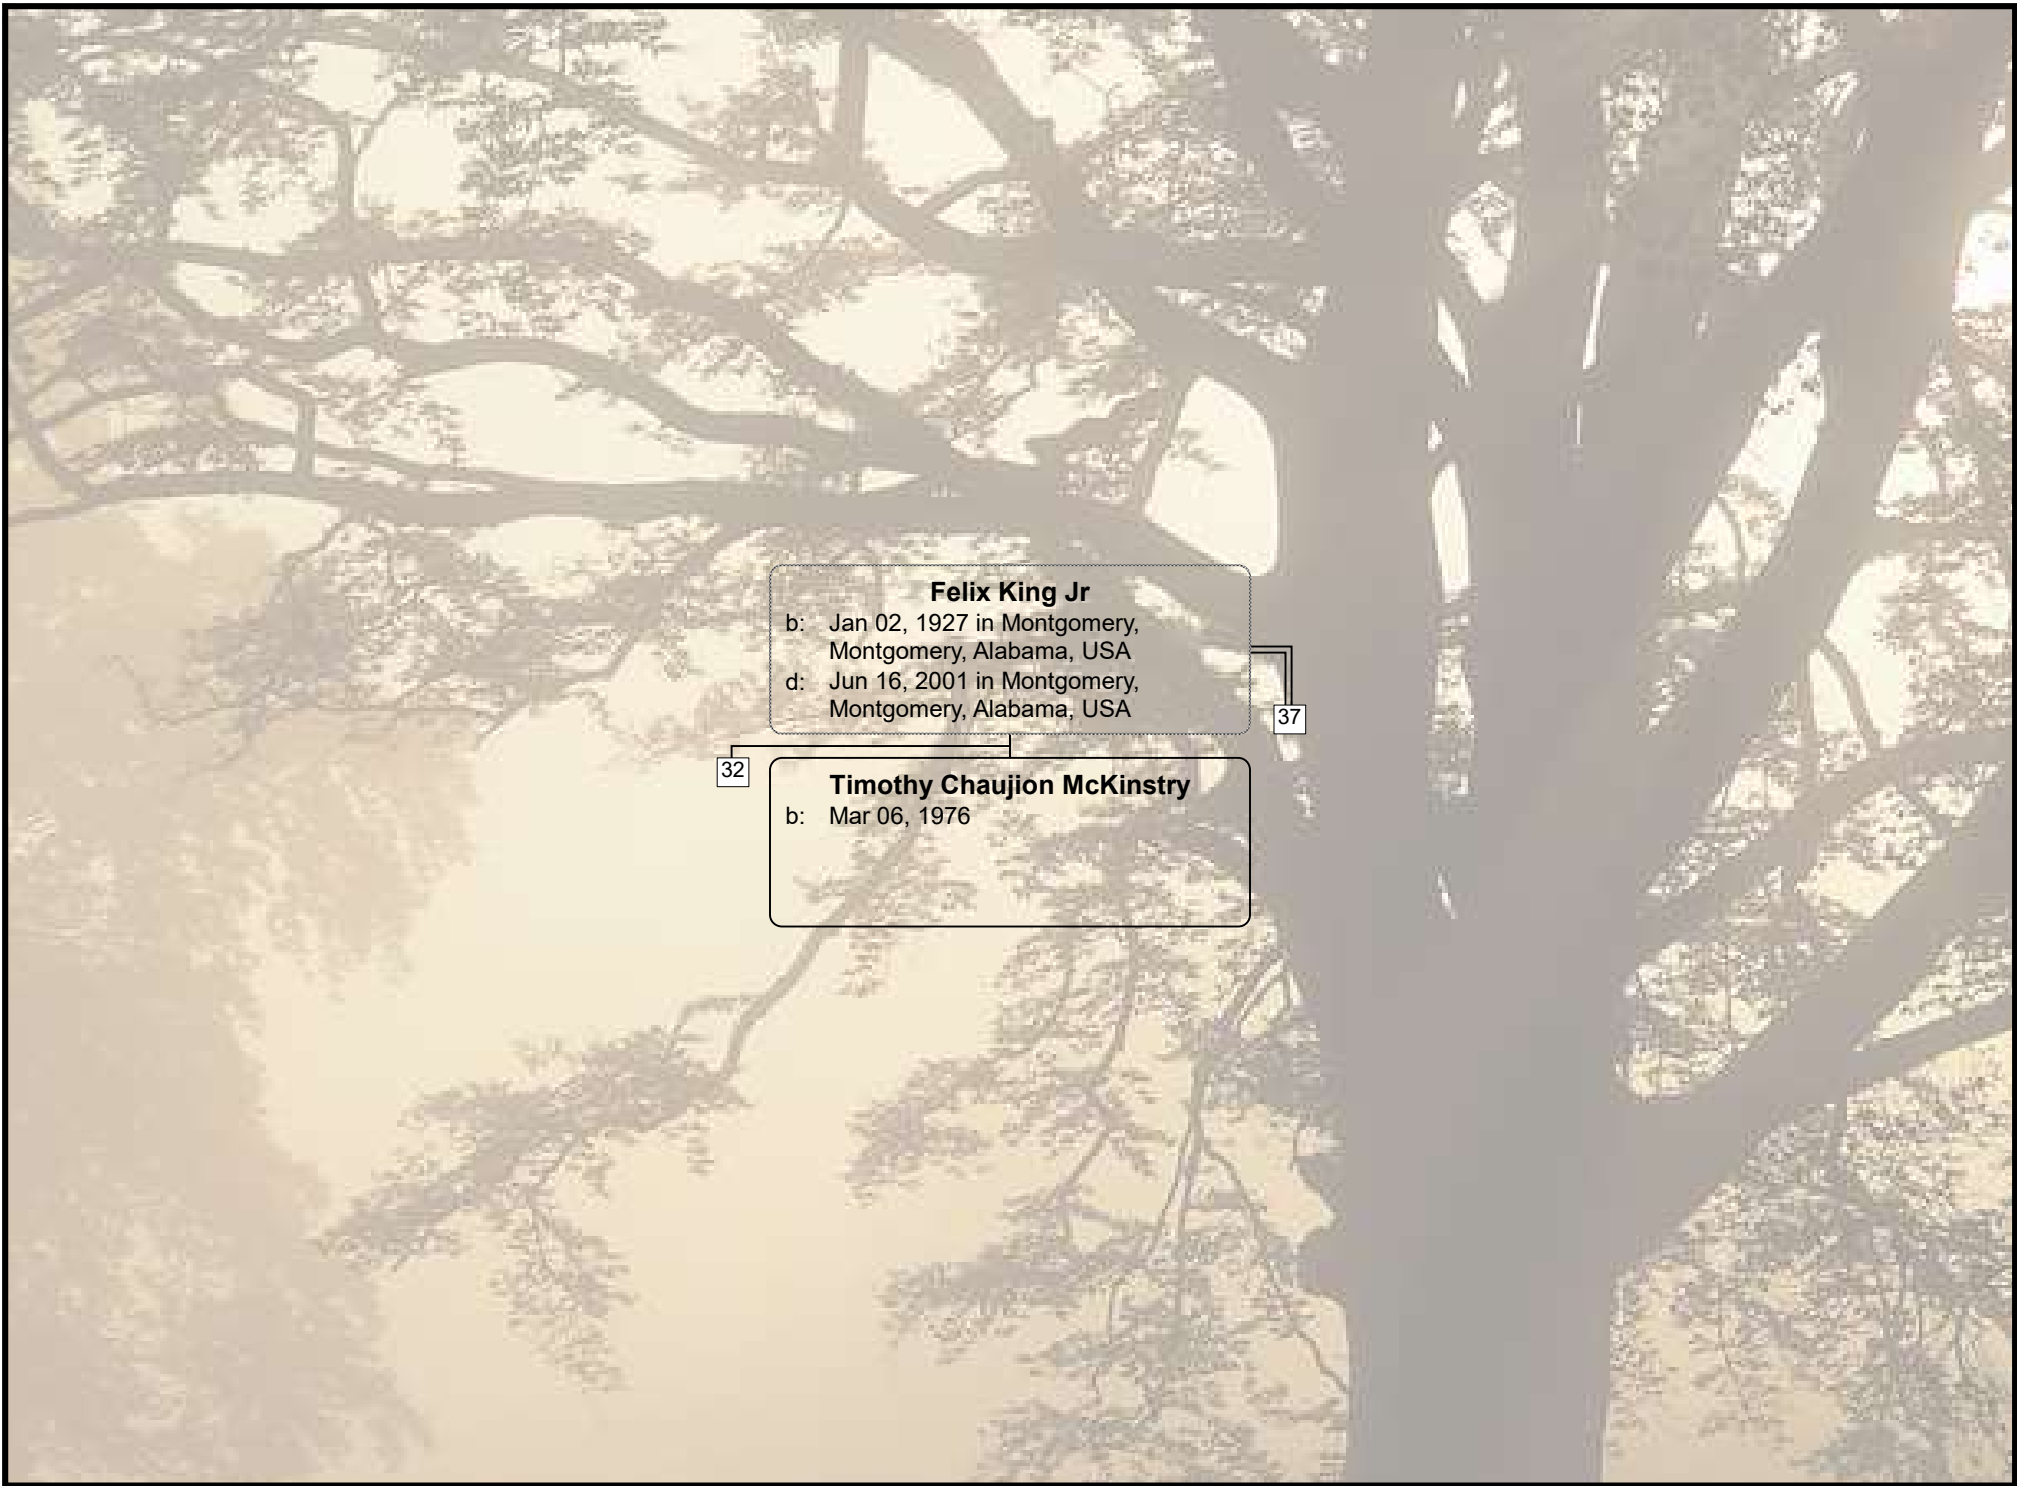 Felix King Jr
b: Jan 02, 1927 in Montgomery,
Montgomery, Alabama, USA
d: Jun 16, 2001 in Montgomery,
Montgomery, Alabama, USA
37
32
Timothy Chaujion McKinstry
b: Mar 06, 1976